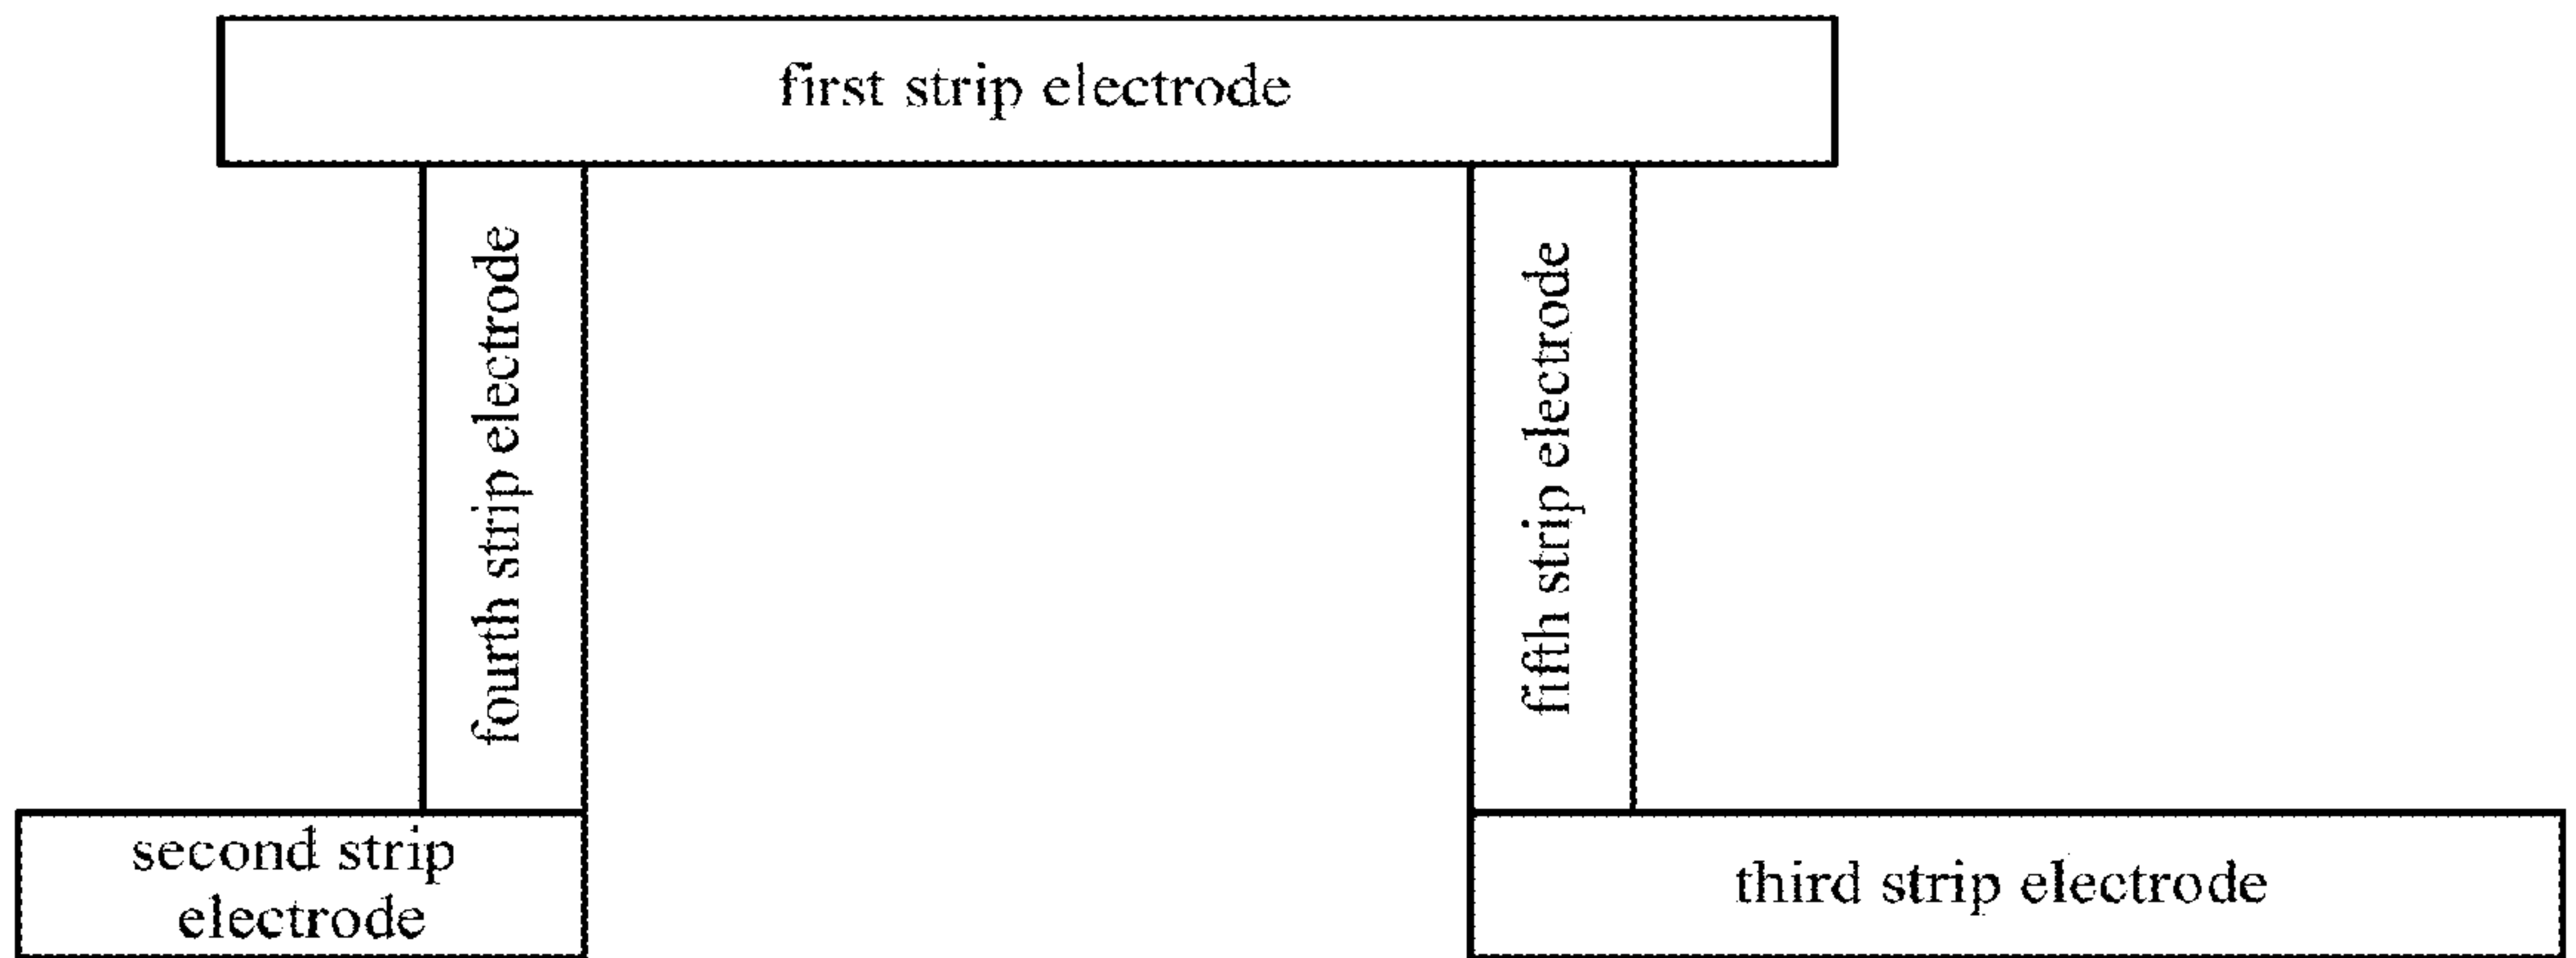 first strip electrode
fourth strip electrode
fifth strip electrode
second strip
electrode
third strip electrode